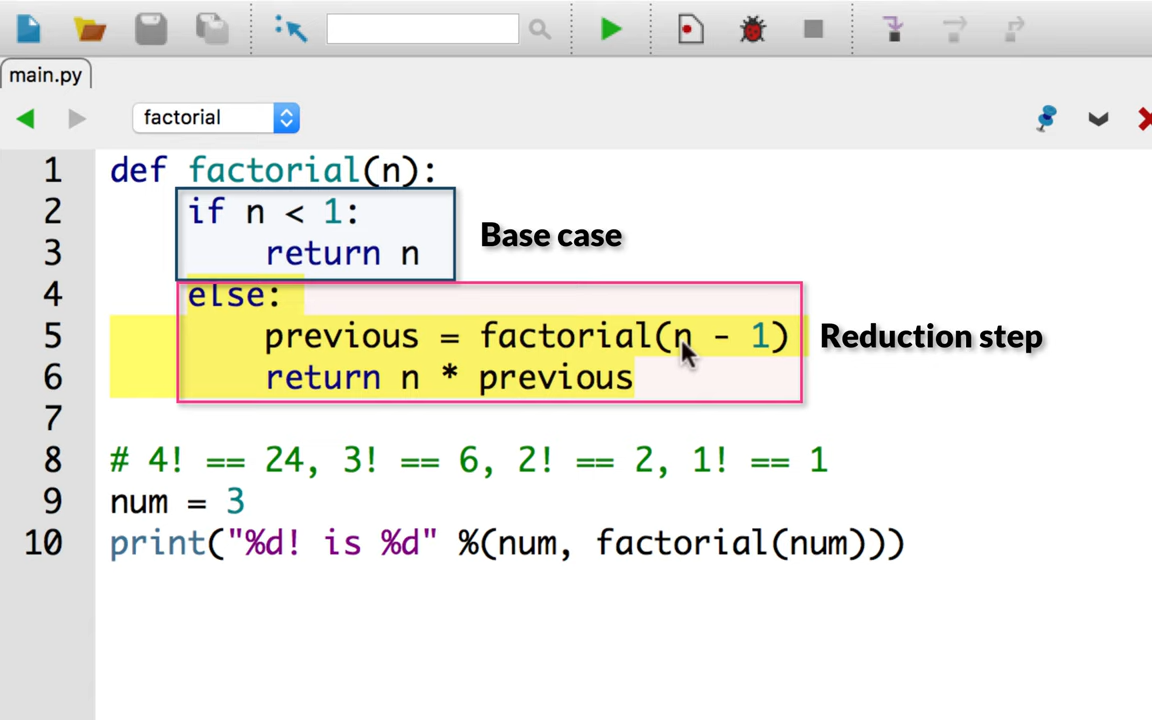 main.py
factorial
1 def factorial(n):
2 if n < 1:
Base case
3 return n
4 else:
5 previous = factorial(n - 1)
Reduction step
6 return n * previous
7
8 # 4! == 24, 3! == 6, 2! == 2, 1! == 1
9 num = 3
10 print("%d! is %d" %(num, factorial(num)))